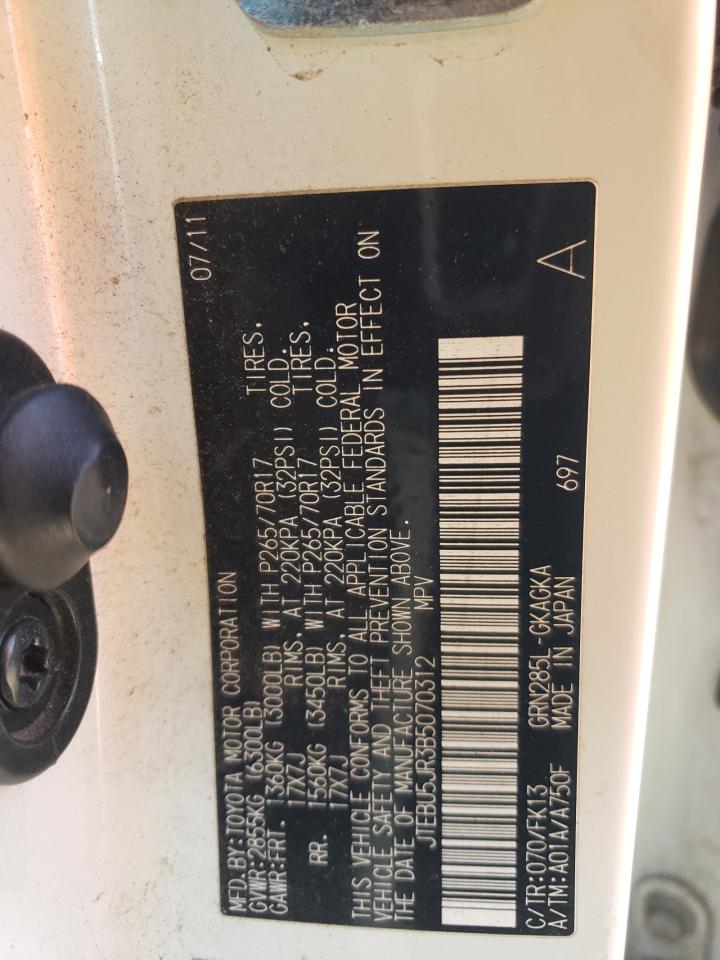 MFD. BY: TOYOTA MOTOR CORPORATION 07/11
GVWR: 2855KG (6300LB)
GAWR: FRT. 1360KG (3000LB) WITH P265/70R17 TIRES,
17X7J RIMS, AT 220KPA (32PSI) COLD.
RR. 1560KG (3450LB) WITH P265/70R17 TIRES,
17X7J RIMS, AT 220KPA (32PSI) COLD.
THIS VEHICLE CONFORMS TO ALL APPLICABLE FEDERAL MOTOR
VEHICLE SAFETY AND THEFT PREVENTION STANDARDS IN EFFECT ON
THE DATE OF MANUFACTURE SHOWN ABOVE.
JTEBU5JR3B5070312 MPV
C/TR: 070/FK13 GRN285L-GKAGKA
A/TM: A01A/A750F MADE IN JAPAN 697 A